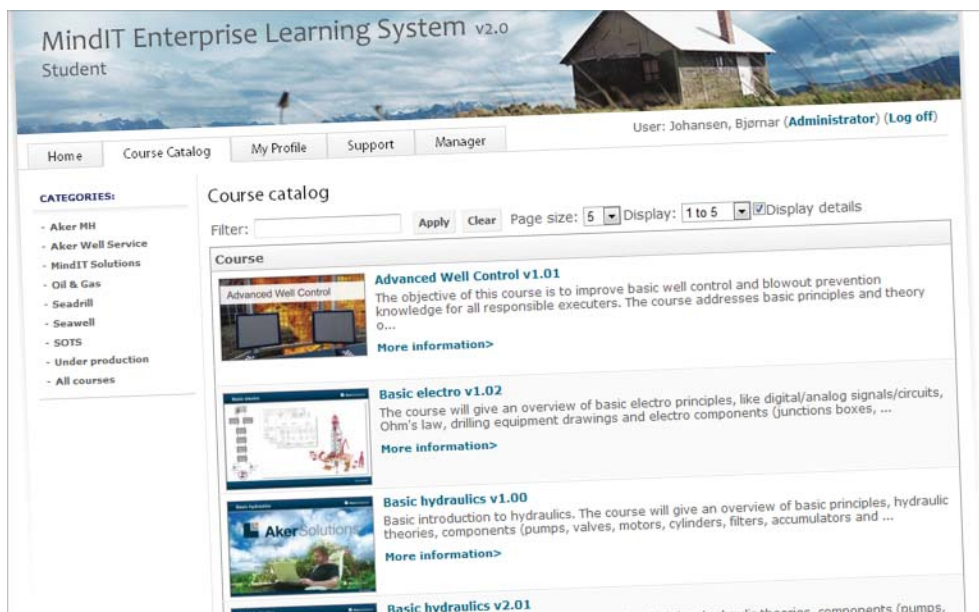 MindIT Enterprise Learning System v2.0
Student
User: Johansen, Bjørnar (Administrator) (Log off)
Home
Course Catalog
My Profile
Support
Manager
CATEGORIES:
- Aker MH
- Aker Well Service
- MindIT Solutions
- Oil & Gas
- Seadrill
- Seawell
- SOTS
- Under production
- All courses
Course catalog
Filter:
Apply
Clear
Page size: 5
Display: 1 to 5
Display details
Course
Advanced Well Control
Advanced Well Control v1.01
The objective of this course is to improve basic well control and blowout prevention
knowledge for all responsible executers. The course addresses basic principles and theory
o...
More information>
Basic electro
Basic electro v1.02
The course will give an overview of basic electro principles, like digital/analog signals/circuits,
Ohm's law, drilling equipment drawings and electro components (junctions boxes, ...
More information>
Basic hydraulics
AkerSolutions
Basic hydraulics v1.00
Basic introduction to hydraulics. The course will give an overview of basic principles, hydraulic
theories, components (pumps, valves, motors, cylinders, filters, accumulators and ...
More information>
Basic hydraulics v2.01
theories, components (pumps,